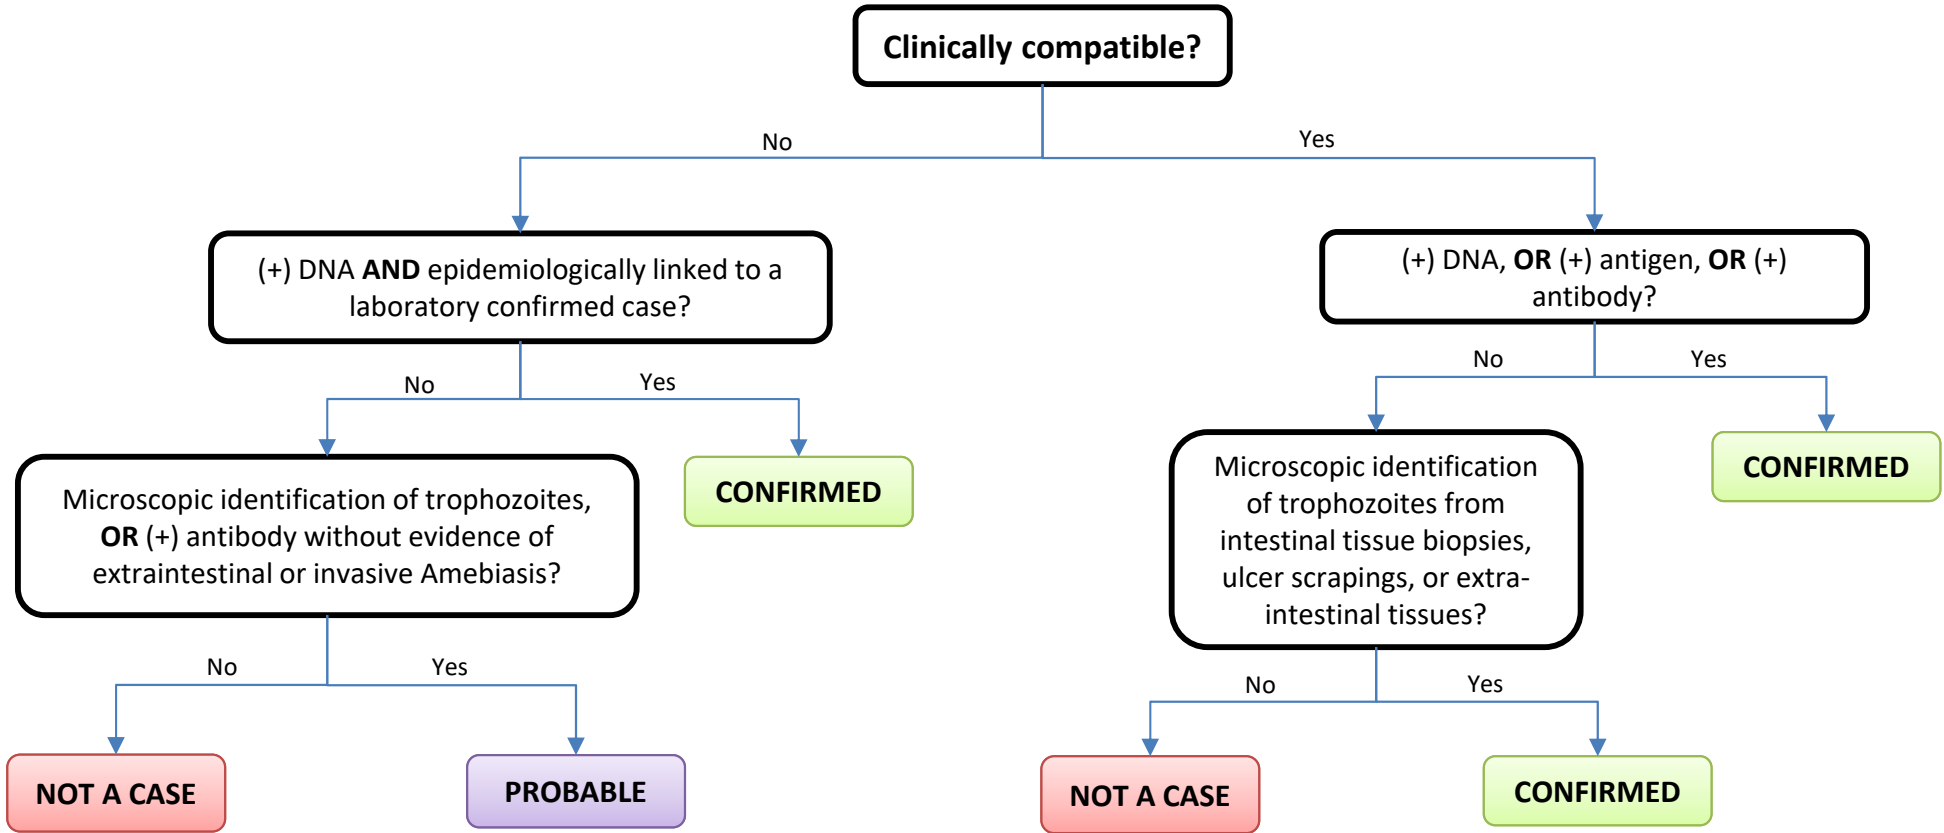 Clinically compatible?
No
Yes
(+) DNA AND epidemiologically linked to a
laboratory confirmed case?
(+) DNA, OR (+) antigen, OR (+)
antibody?
No
Yes
No
Yes
Microscopic identification of trophozoites,
OR (+) antibody without evidence of
extraintestinal or invasive Amebiasis?
CONFIRMED
Microscopic identification
of trophozoites from
intestinal tissue biopsies,
ulcer scrapings, or extra-
intestinal tissues?
CONFIRMED
No
Yes
No
Yes
NOT A CASE
PROBABLE
NOT A CASE
CONFIRMED